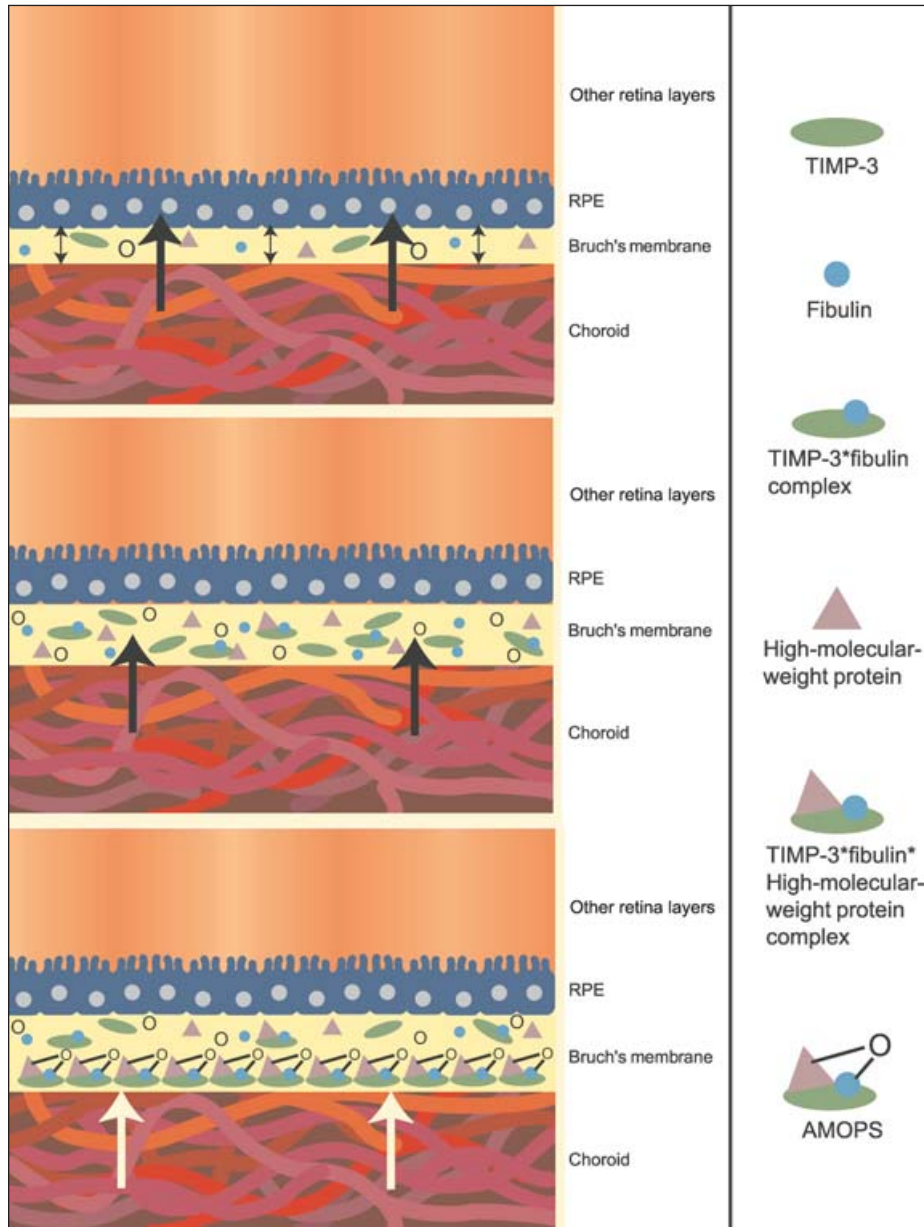 Other retina layers
RPE
Bruch's membrane
Choroid
O
O
Other retina layers
RPE
Bruch's membrane
Choroid
O
O
O
O
O
O
O
Other retina layers
RPE
Bruch's membrane
Choroid
O
O
O
O
O
O
O
O
O
O
O
O
O
O
TIMP-3
Fibulin
TIMP-3*fibulin
complex
High-molecular-
weight protein
TIMP-3*fibulin*
High-molecular-
weight protein
complex
O
AMOPS